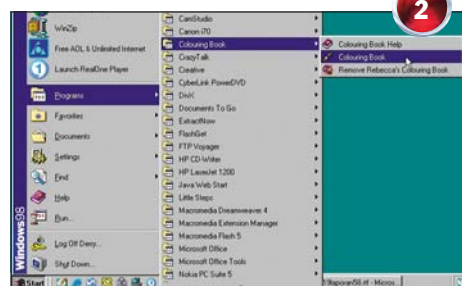 2
WinZip
Free AOL & Unlimited Internet
Launch RealOne Player
Programs
Favorites
Documents
Settings
Find
Help
Run...
Log Off Deny...
Shut Down...
Windows98
Start
CamStudio
Canon i70
Colouring Book
CrazyTalk
Creative
CyberLink PowerDVD
DivX
Documents To Go
ExtractNow
FlashGet
FTP Voyager
HP CD-Writer
HP LaserJet 1200
Java Web Start
Little Steps
Macromedia Dreamweaver 4
Macromedia Extension Manager
Macromedia Flash 5
Microsoft Office
Microsoft Office Tools
Nokia PC Suite 5
Colouring Book Help
Colouring Book
Remove Rebecca's Colouring Book